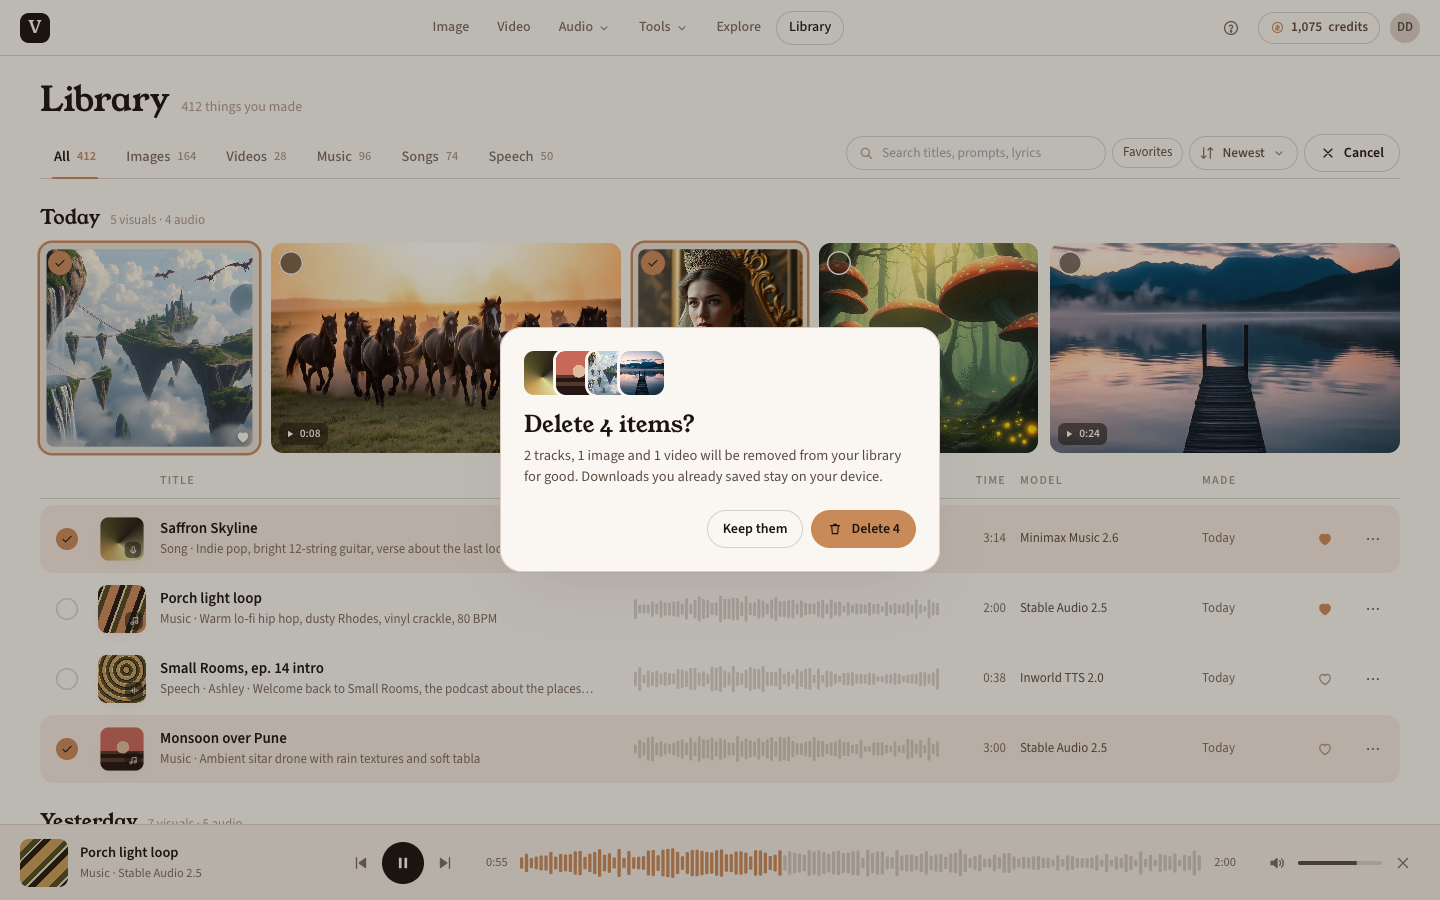 V
Image Video Audio Tools Explore Library
1,075 credits DD
Library 412 things you made
All 412 Images 164 Videos 28 Music 96 Songs 74 Speech 50
Search titles, prompts, lyrics Favorites Newest Cancel
Today 5 visuals · 4 audio
0:08
0:24
Delete 4 items?
2 tracks, 1 image and 1 video will be removed from your library
for good. Downloads you already saved stay on your device.
Keep them Delete 4
TITLE TIME MODEL MADE
Saffron Skyline
Song · Indie pop, bright 12-string guitar, verse about the last
3:14 Minimax Music 2.6 Today
Porch light loop
Music · Warm lo-fi hip hop, dusty Rhodes, vinyl crackle, 80 BPM
2:00 Stable Audio 2.5 Today
Small Rooms, ep. 14 intro
Speech · Ashley · Welcome back to Small Rooms, the podcast about the places…
0:38 Inworld TTS 2.0 Today
Monsoon over Pune
Music · Ambient sitar drone with rain textures and soft tabla
3:00 Stable Audio 2.5 Today
Yesterday 7 visuals · 5 audio
Porch light loop
Music · Stable Audio 2.5
0:55 2:00